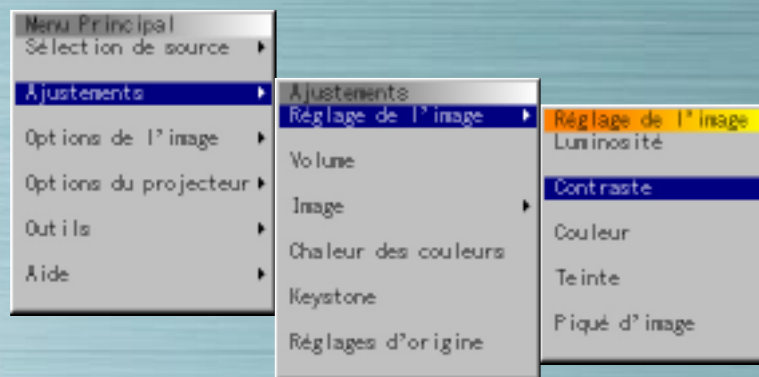 Menu Principal
Sélection de source
Ajustements
Options de l'image
Options du projecteur
Outils
Aide
Ajustements
Réglage de l'image
Volume
Image
Chaleur des couleurs
Keystone
Réglages d'origine
Réglage de l'image
Luminosité
Contraste
Couleur
Teinte
Piqué d'image